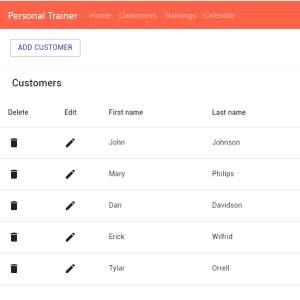 Personal Trainer Home Customers Trainings Calendar
ADD CUSTOMER
Customers
Delete Edit First name Last name
John Johnson
Mary Philips
Dan Davidson
Erick Wilfrid
Tylar Orrell